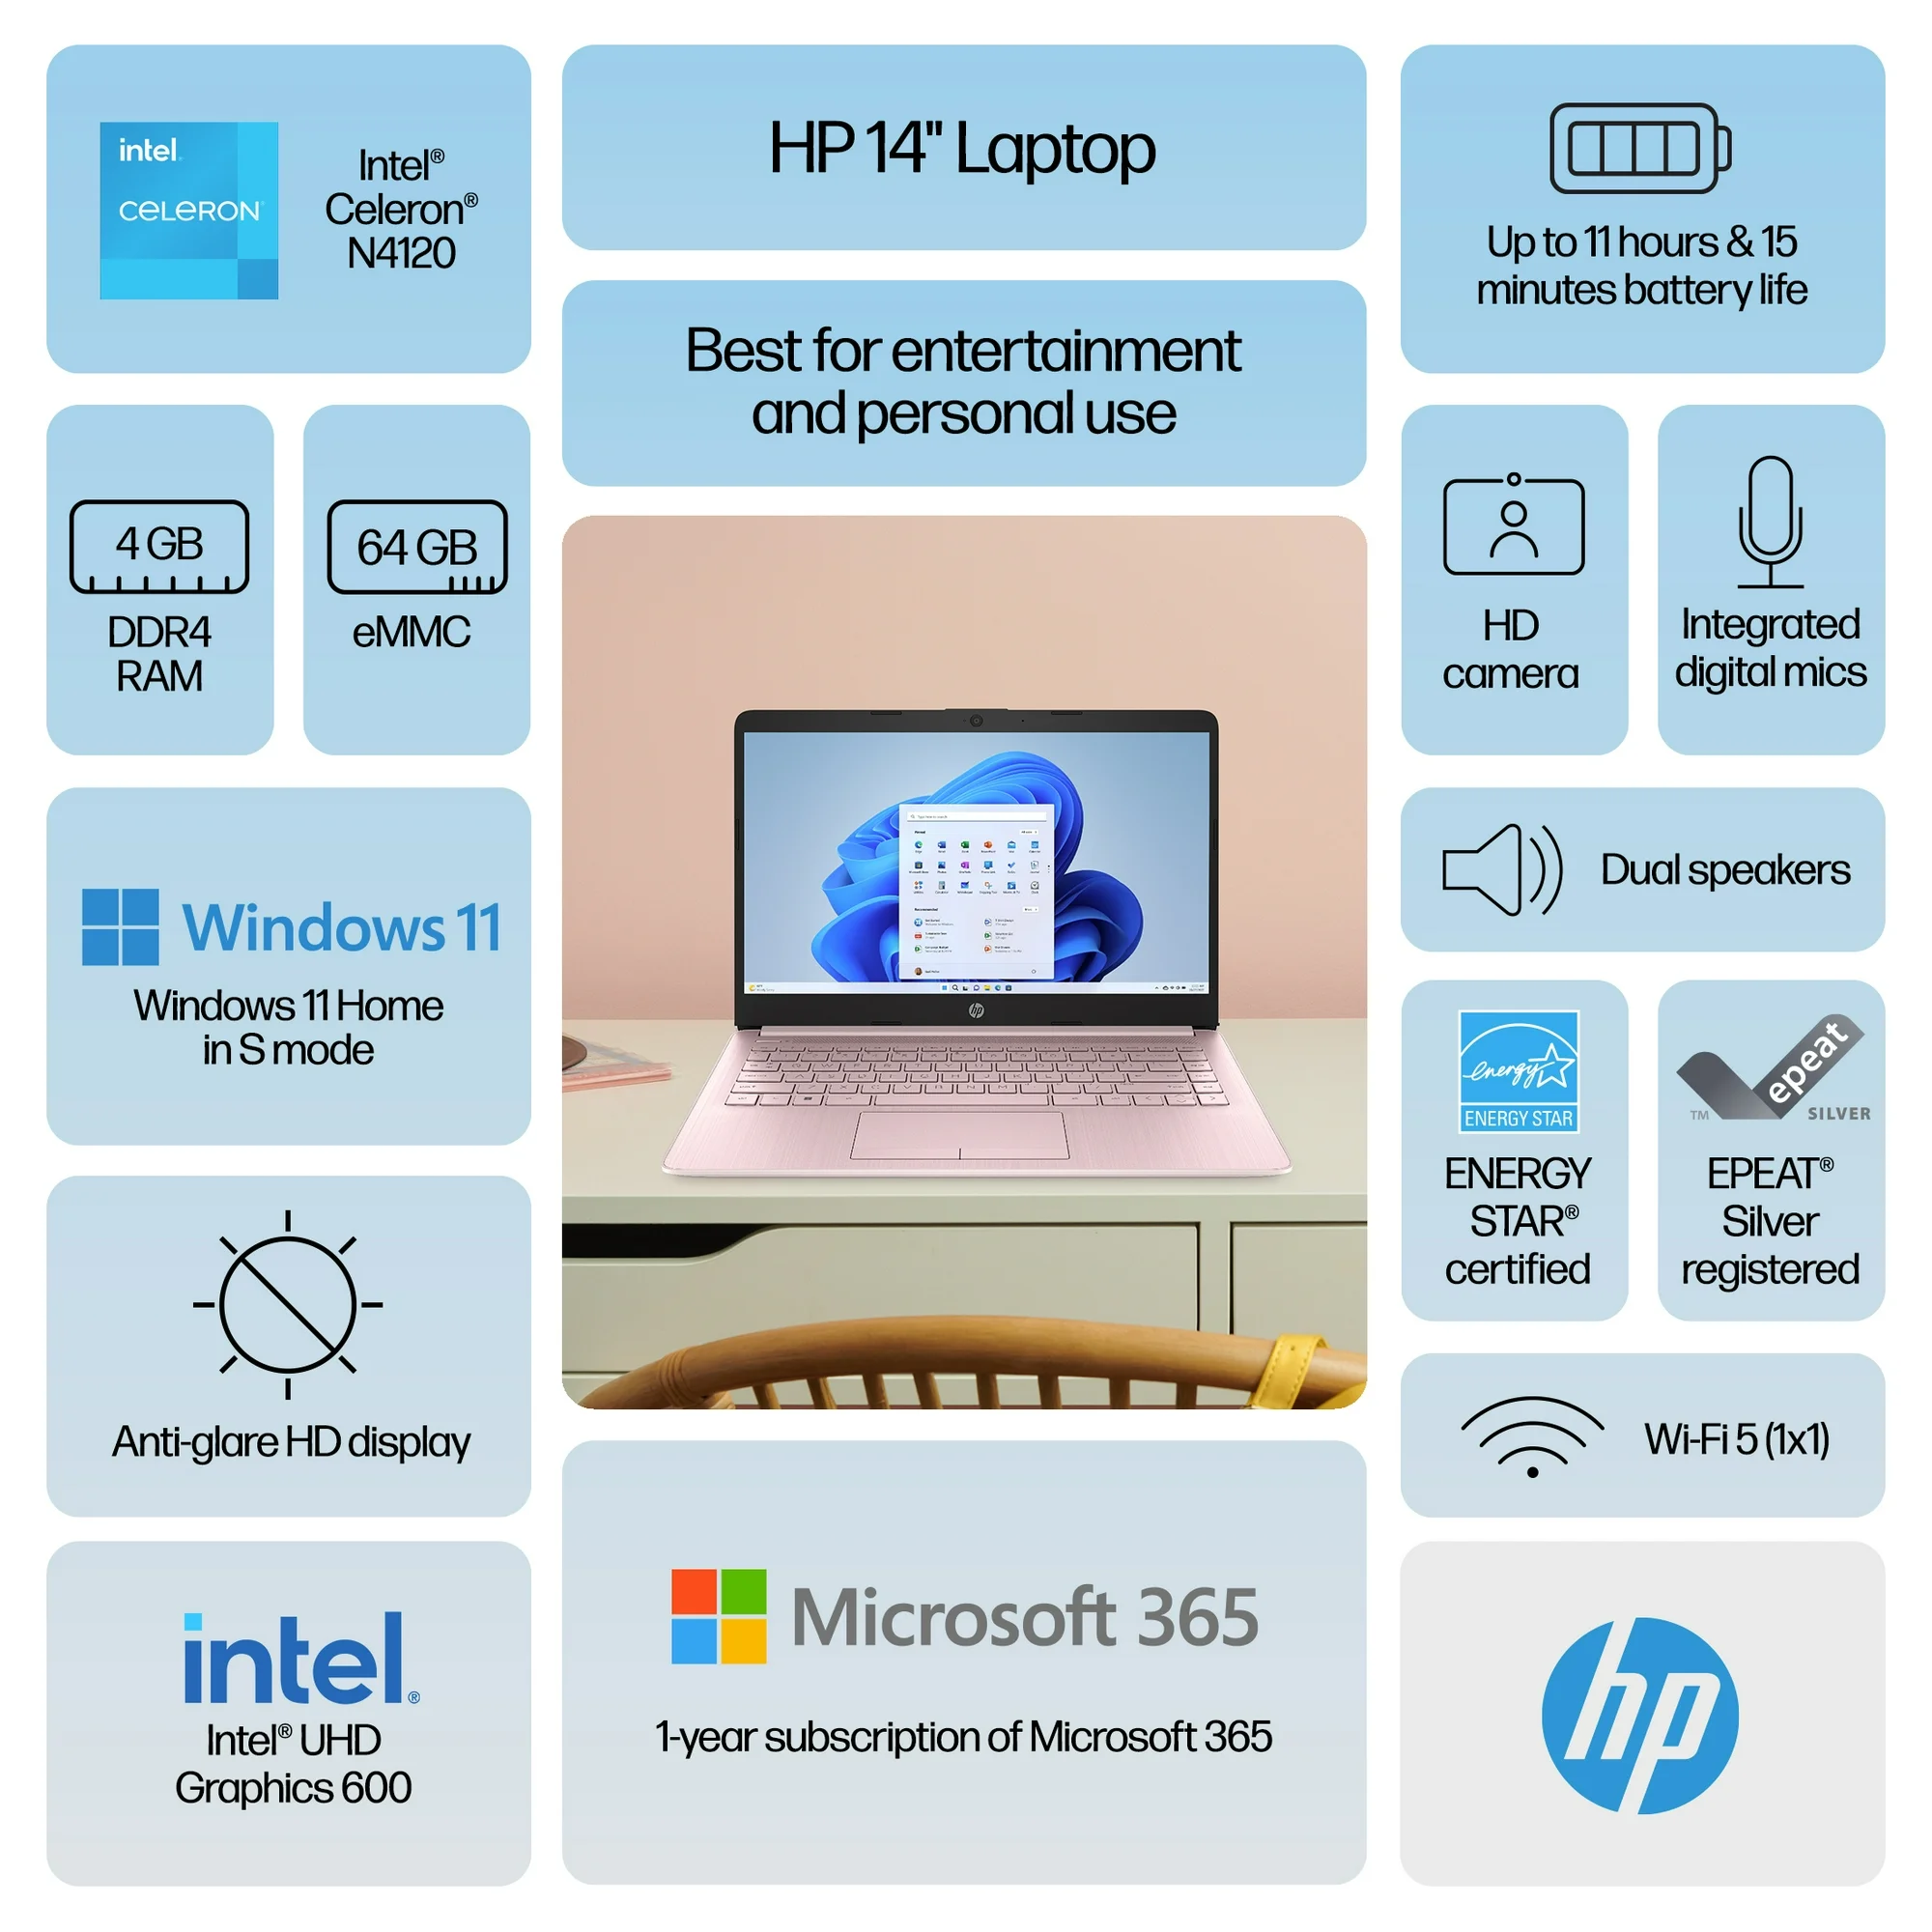 intel
CELERON
Intel®
Celeron®
N4120
HP 14" Laptop
Up to 11 hours & 15
minutes battery life
Best for entertainment
and personal use
4 GB
DDR4
RAM
64 GB
eMMC
HD
camera
Integrated
digital mics
hp
Windows 11
Windows 11 Home
in S mode
Dual speakers
energy
ENERGY STAR
ENERGY
STAR®
certified
epeat
TM
SILVER
EPEAT®
Silver
registered
Anti-glare HD display
Wi-Fi 5 (1x1)
intel®
Intel® UHD
Graphics 600
Microsoft 365
1-year subscription of Microsoft 365
hp